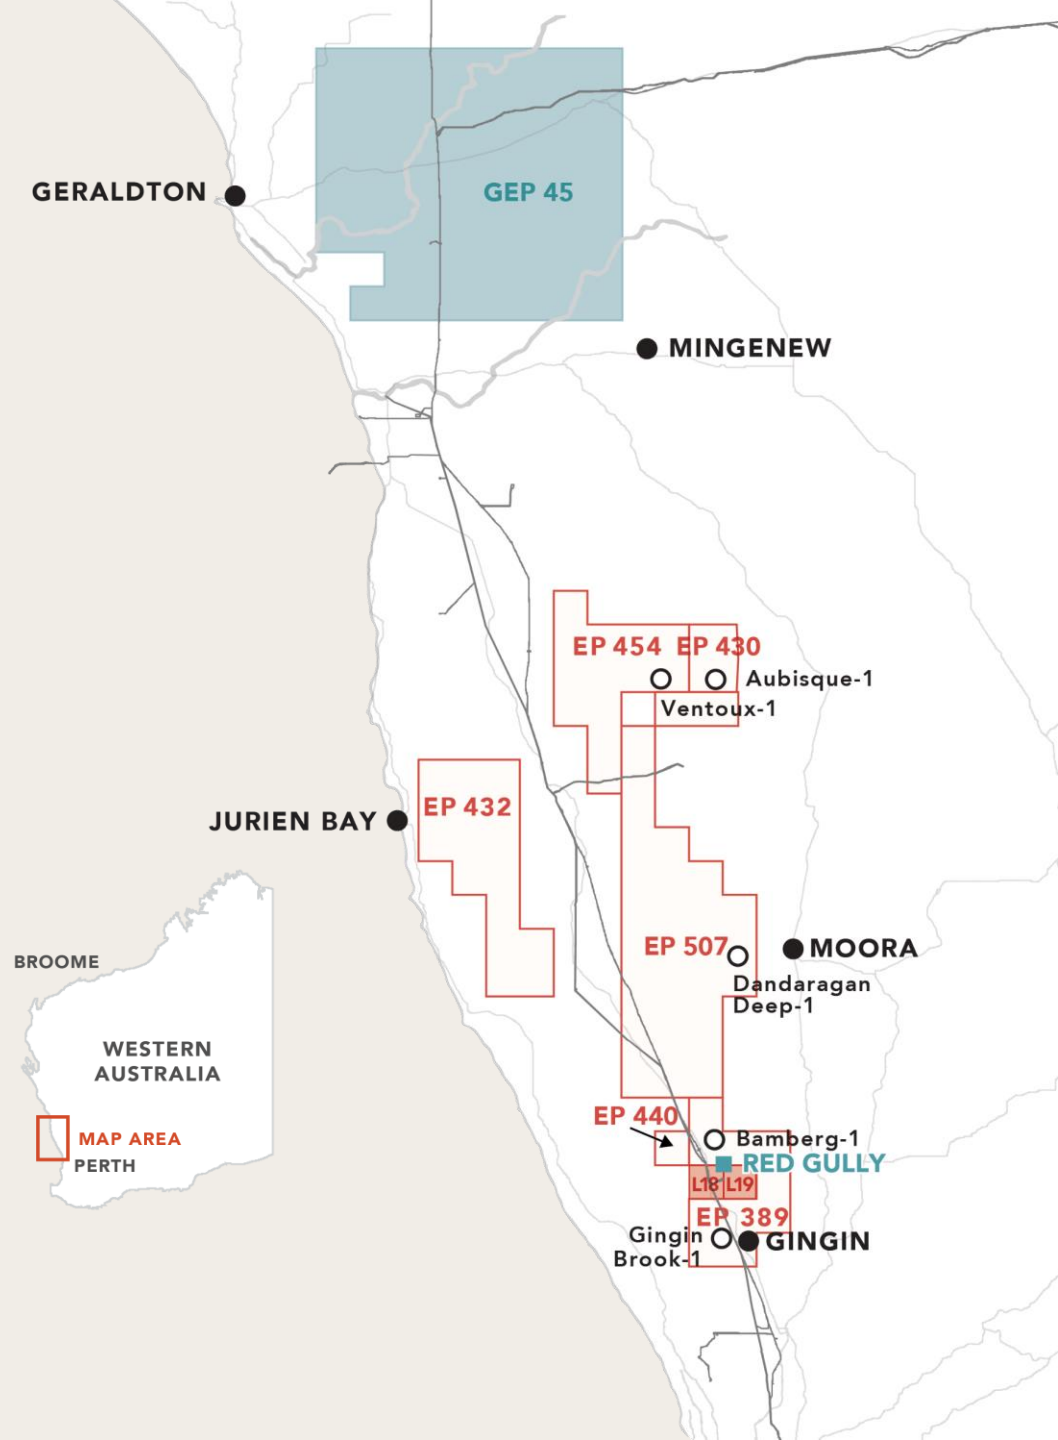 GEP 45
GERALDTON
MINGENEW
EP 454
EP 430
Aubisque-1
Ventoux-1
EP 432
JURIEN BAY
EP 507
MOORA
Dandaragan
Deep-1
BROOME
WESTERN
AUSTRALIA
MAP AREA
PERTH
EP 440
Bamberg-1
RED GULLY
L18
L19
EP 389
Gingin
Brook-1
GINGIN